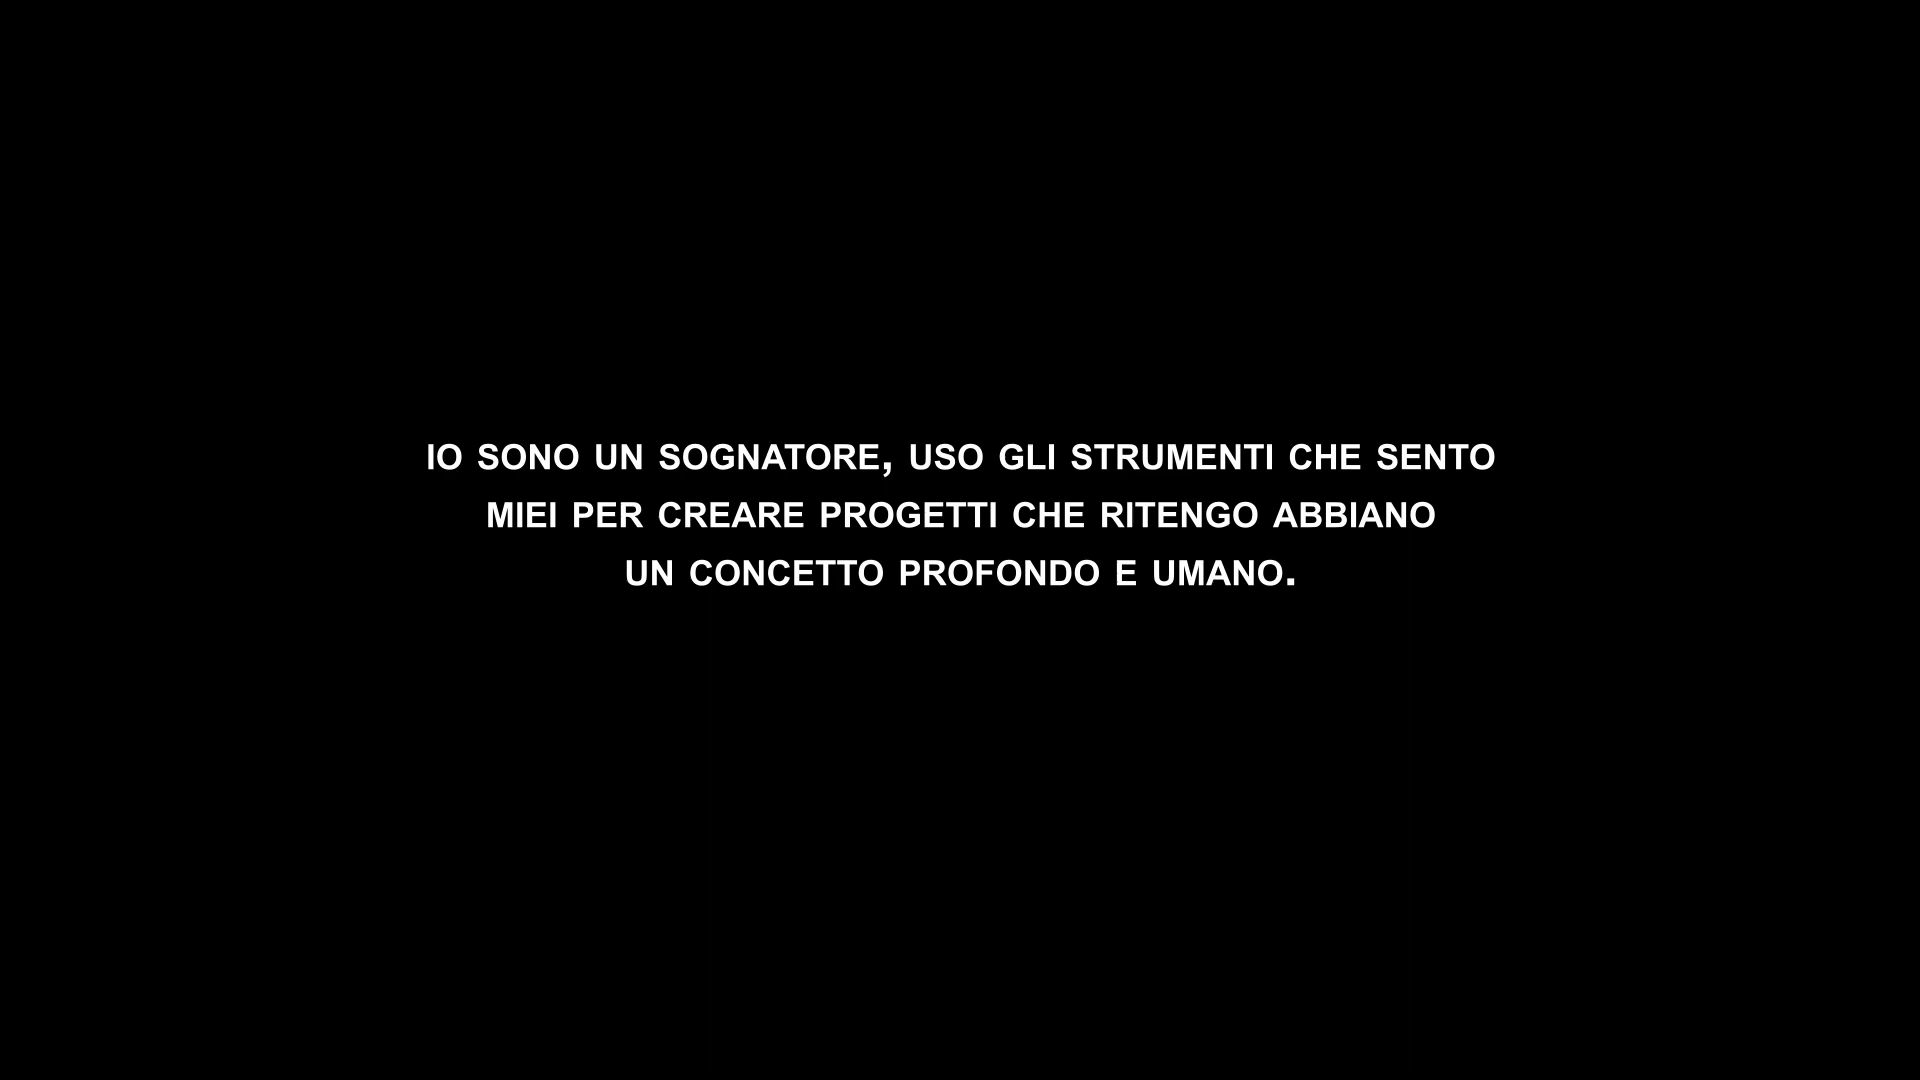 IO SONO UN SOGNATORE, USO GLI STRUMENTI CHE SENTO
MIEI PER CREARE PROGETTI CHE RITENGO ABBIANO
UN CONCETTO PROFONDO E UMANO.